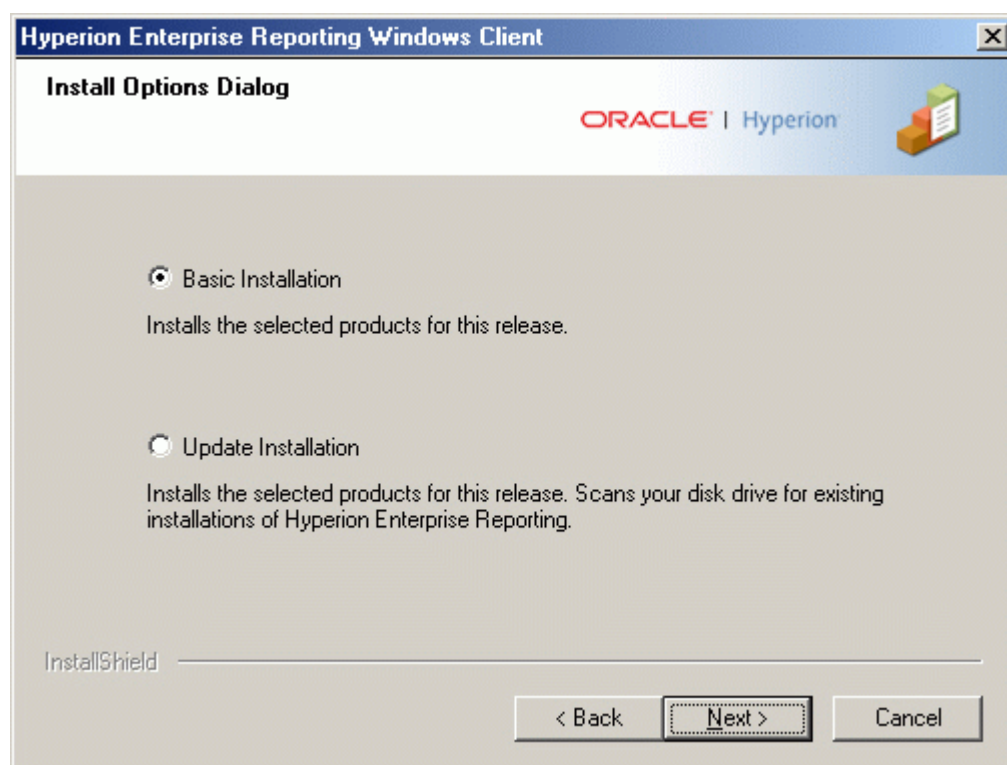 Hyperion Enterprise Reporting Windows Client
Install Options Dialog
ORACLE | Hyperion
Basic Installation
Installs the selected products for this release.
Update Installation
Installs the selected products for this release. Scans your disk drive for existing
installations of Hyperion Enterprise Reporting.
InstallShield
< Back
Next >
Cancel